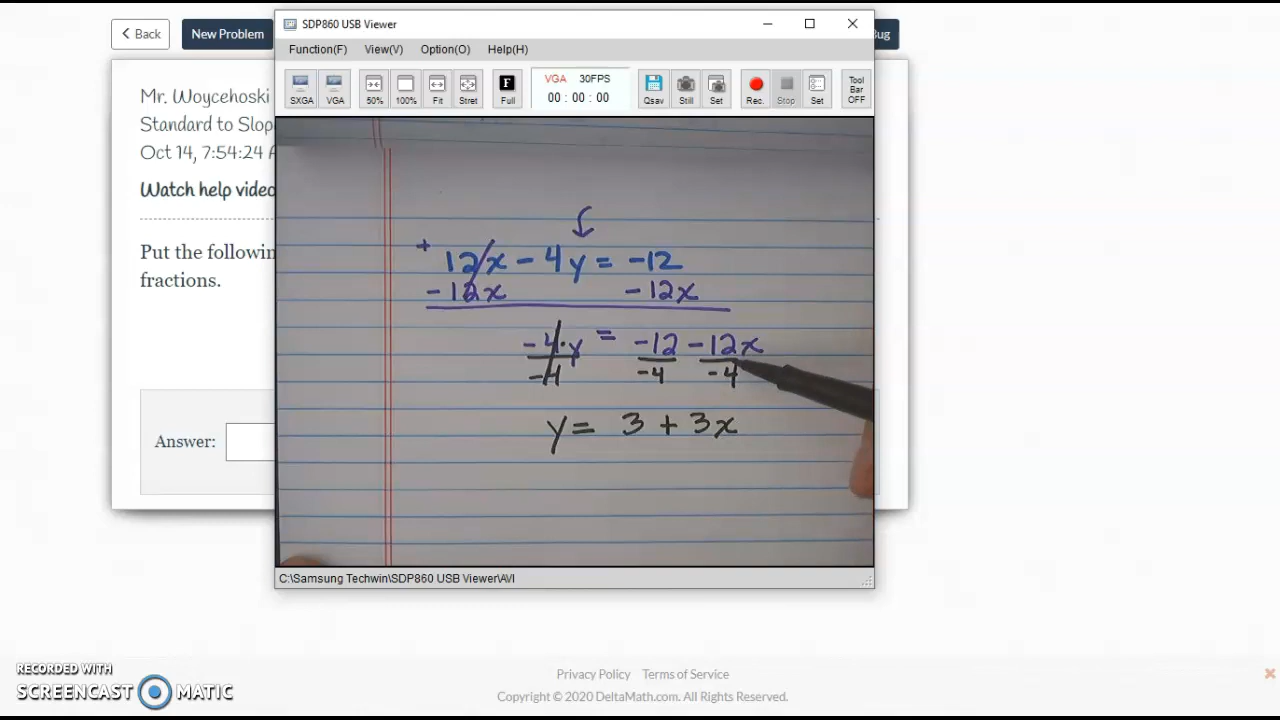 Back
New Problem
ug
Mr. Woycehoski
Standard to Slop
Oct 14, 7:54:24 A
Watch help video
Put the followin
fractions.
Answer:
SDP860 USB Viewer
Function(F) View(V) Option(O) Help(H)
VGA 30FPS
00 : 00 : 00
SXGA VGA 50% 100% Fit Stret F Full Qsav Still Set Rec. Stop Set Tool Bar OFF
+
12x - 4y = -12
- 12x - 12x
-4·y = -12 - 12x
-4 -4 -4
y = 3 + 3x
C:\Samsung Techwin\SDP860 USB Viewer\AVI
RECORDED WITH
SCREENCAST MATIC
Privacy Policy Terms of Service
Copyright © 2020 DeltaMath.com. All Rights Reserved.